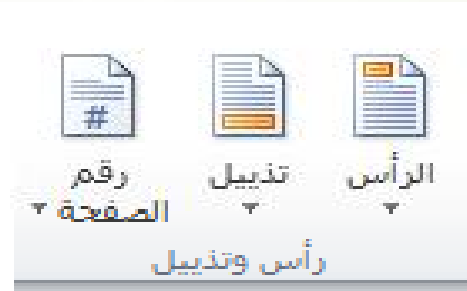 الرأس
تذييل
رقم
الصفحة
#
رأس وتذييل